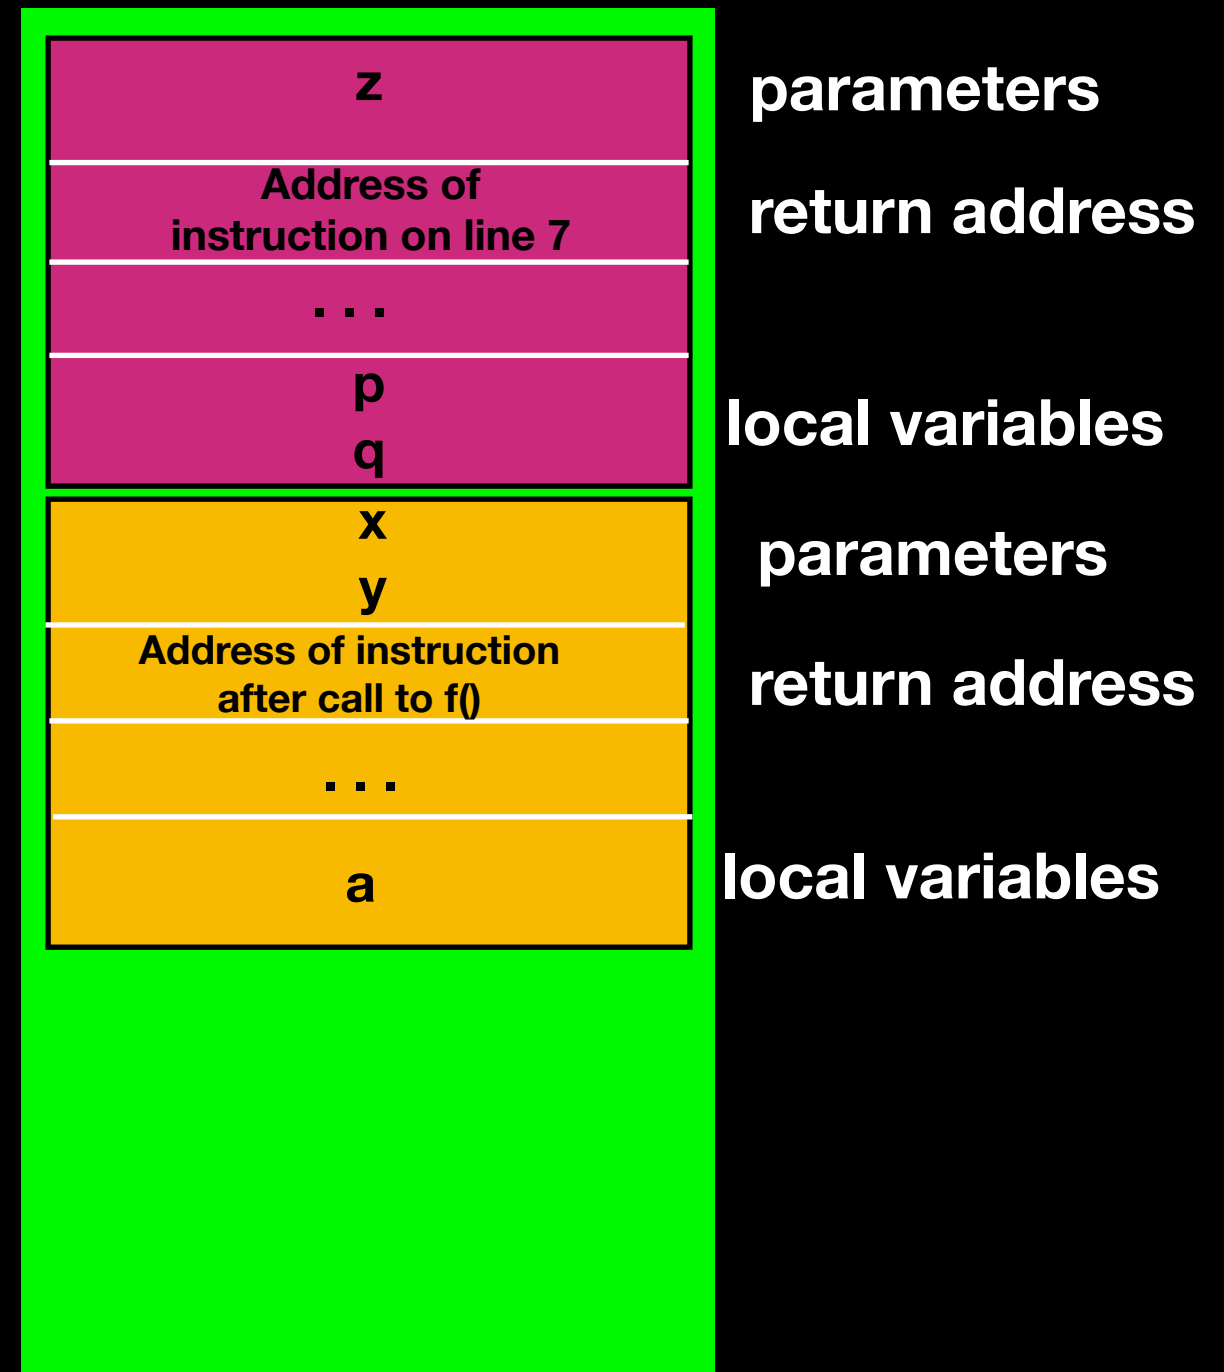 z
parameters
Address of
instruction on line 7
return address
. . .
p
q
local variables
x
y
parameters
Address of instruction
after call to f()
return address
. . .
a
local variables